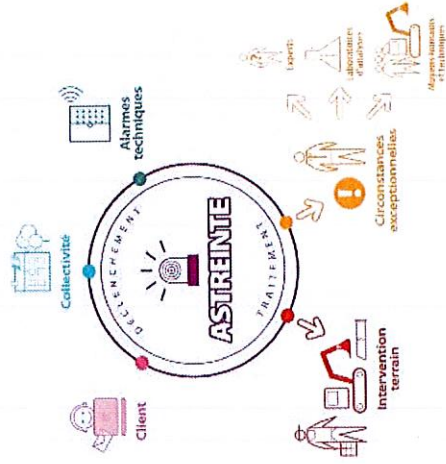 Client
Collectivité
Alarmes
techniques
DÉCLENCHEMENT
ASTREINTE
TRAITEMENT
Intervention
terrain
Circonstances
exceptionnelles
Experts
Laboratoires
d'analyses
Moyens humains
et techniques